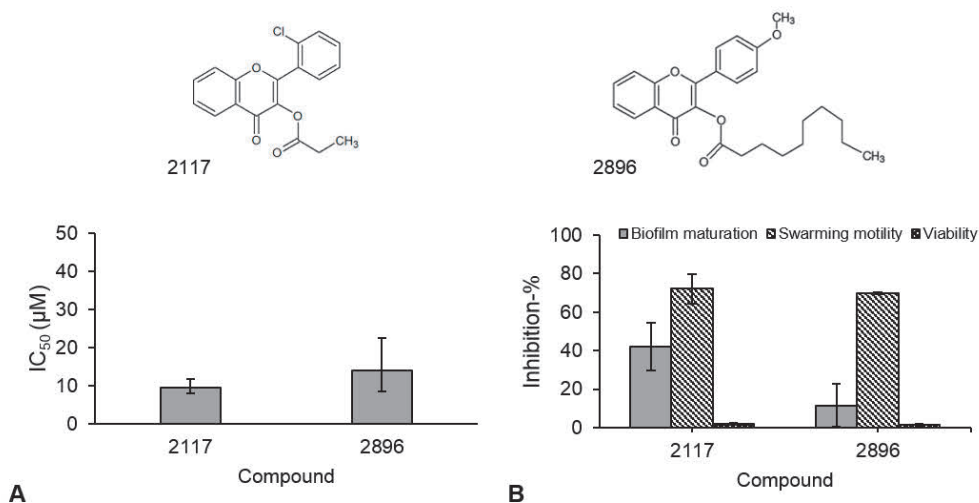 Cl
O
O
O
O
CH₃
2117
O
CH₃
O
O
O
O
CH₃
2896
50
40
30
20
10
0
IC₅₀ (µM)
2117 2896
Compound
A
Biofilm maturation Swarming motility Viability
100
80
60
40
20
0
Inhibition-%
2117 2896
Compound
B